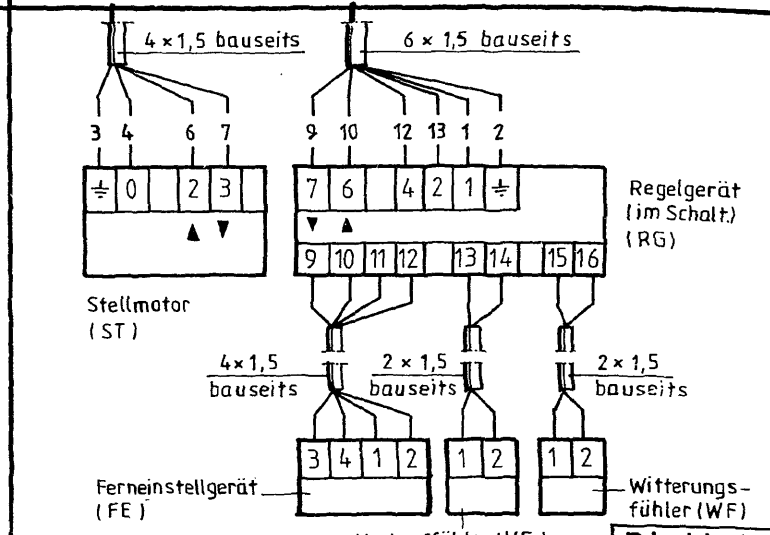 4×1,5 bauseits
6×1,5 bauseits
3 4 6 7
9 10 12 13 1 2
0 2 3
7 6 4 2 1
Regelgerät
(im Schalt.)
(RG)
9 10 11 12 13 14 15 16
Stellmotor
(ST)
4×1,5
bauseits
2×1,5
bauseits
2×1,5
bauseits
3 4 1 2
1 2
1 2
Ferneinstellgerät
(FE)
Witterungs-
fühler (WF)